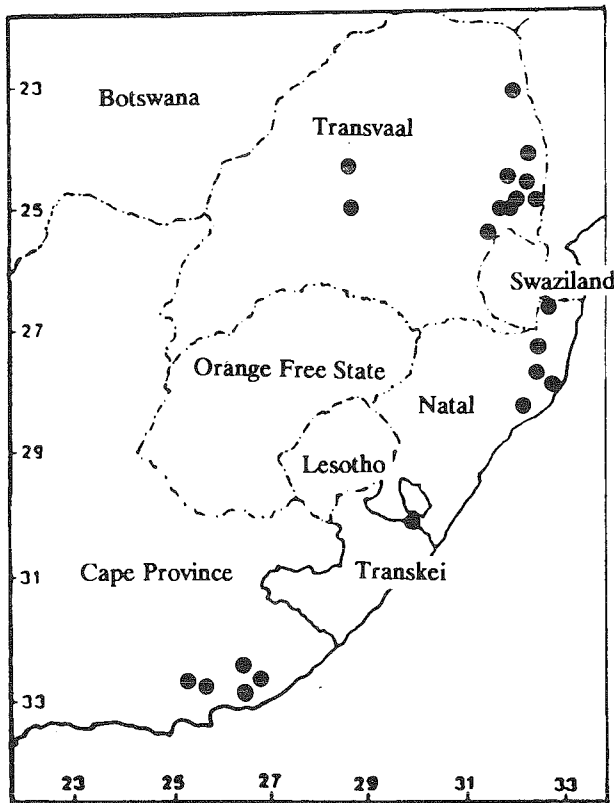 23
Botswana
Transvaal
25
Swaziland
27
Orange Free State
Natal
29
Lesotho
31
Cape Province
Transkei
33
23 25 27 29 31 33